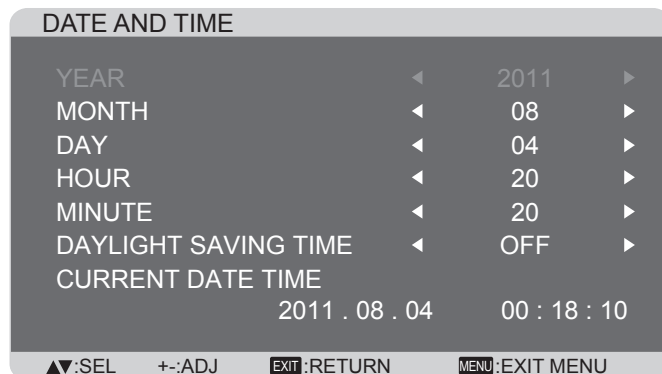 DATE AND TIME
YEAR ◀ 2011 ▶
MONTH ◀ 08 ▶
DAY ◀ 04 ▶
HOUR ◀ 20 ▶
MINUTE ◀ 20 ▶
DAYLIGHT SAVING TIME ◀ OFF ▶
CURRENT DATE TIME
2011 . 08 . 04 00 : 18 : 10
▲▼:SEL +-:ADJ EXIT:RETURN MENU:EXIT MENU